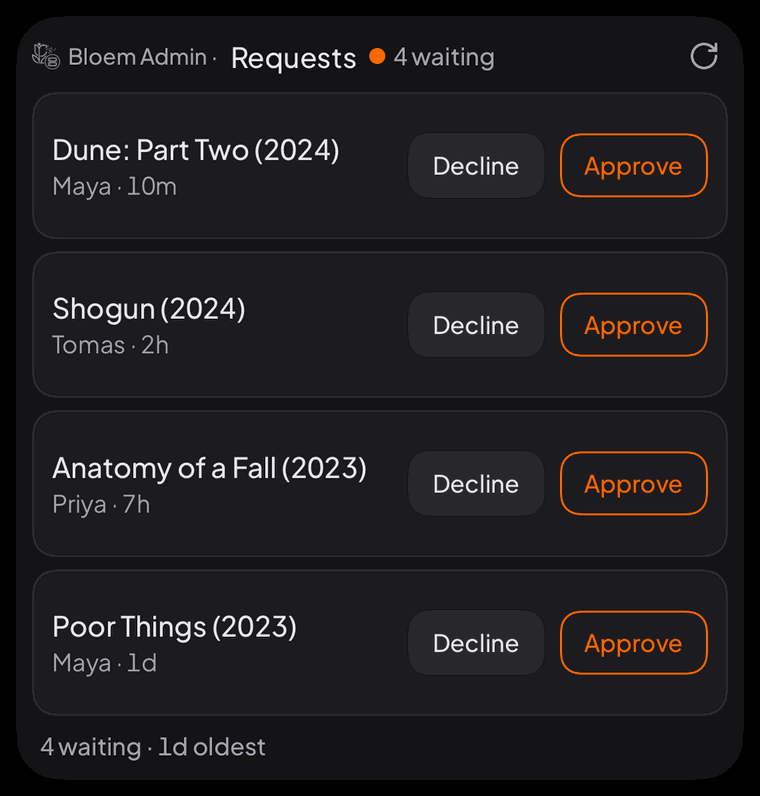 Bloem Admin · Requests 4 waiting
Dune: Part Two (2024)
Maya · 10m
Decline
Approve
Shogun (2024)
Tomas · 2h
Decline
Approve
Anatomy of a Fall (2023)
Priya · 7h
Decline
Approve
Poor Things (2023)
Maya · 1d
Decline
Approve
4 waiting · 1d oldest